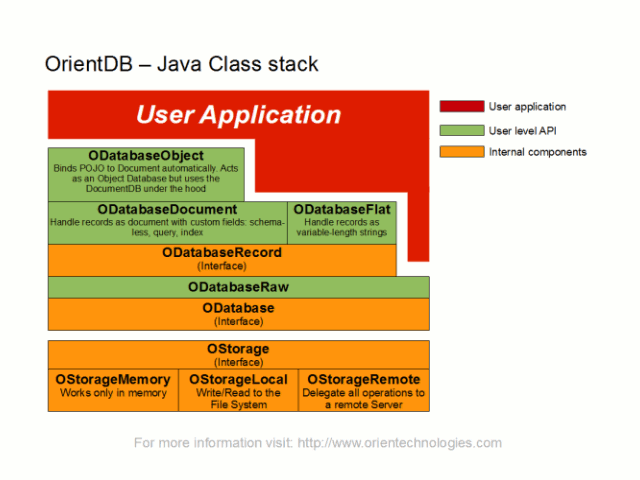 OrientDB – Java Class stack
User Application
User application
User level API
Internal components
ODatabaseObject
Binds POJO to Document automatically. Acts
as an Object Database but uses the
DocumentDB under the hood
ODatabaseDocument
Handle records as document with custom fields: schema-
less, query, index
ODatabaseFlat
Handle records as
variable-length strings
ODatabaseRecord
(Interface)
ODatabaseRaw
ODatabase
(Interface)
OStorage
(Interface)
OStorageMemory
Works only in memory
OStorageLocal
Write/Read to the
File System
OStorageRemote
Delegate all operations to
a remote Server
For more information visit: http://www.orientechnologies.com